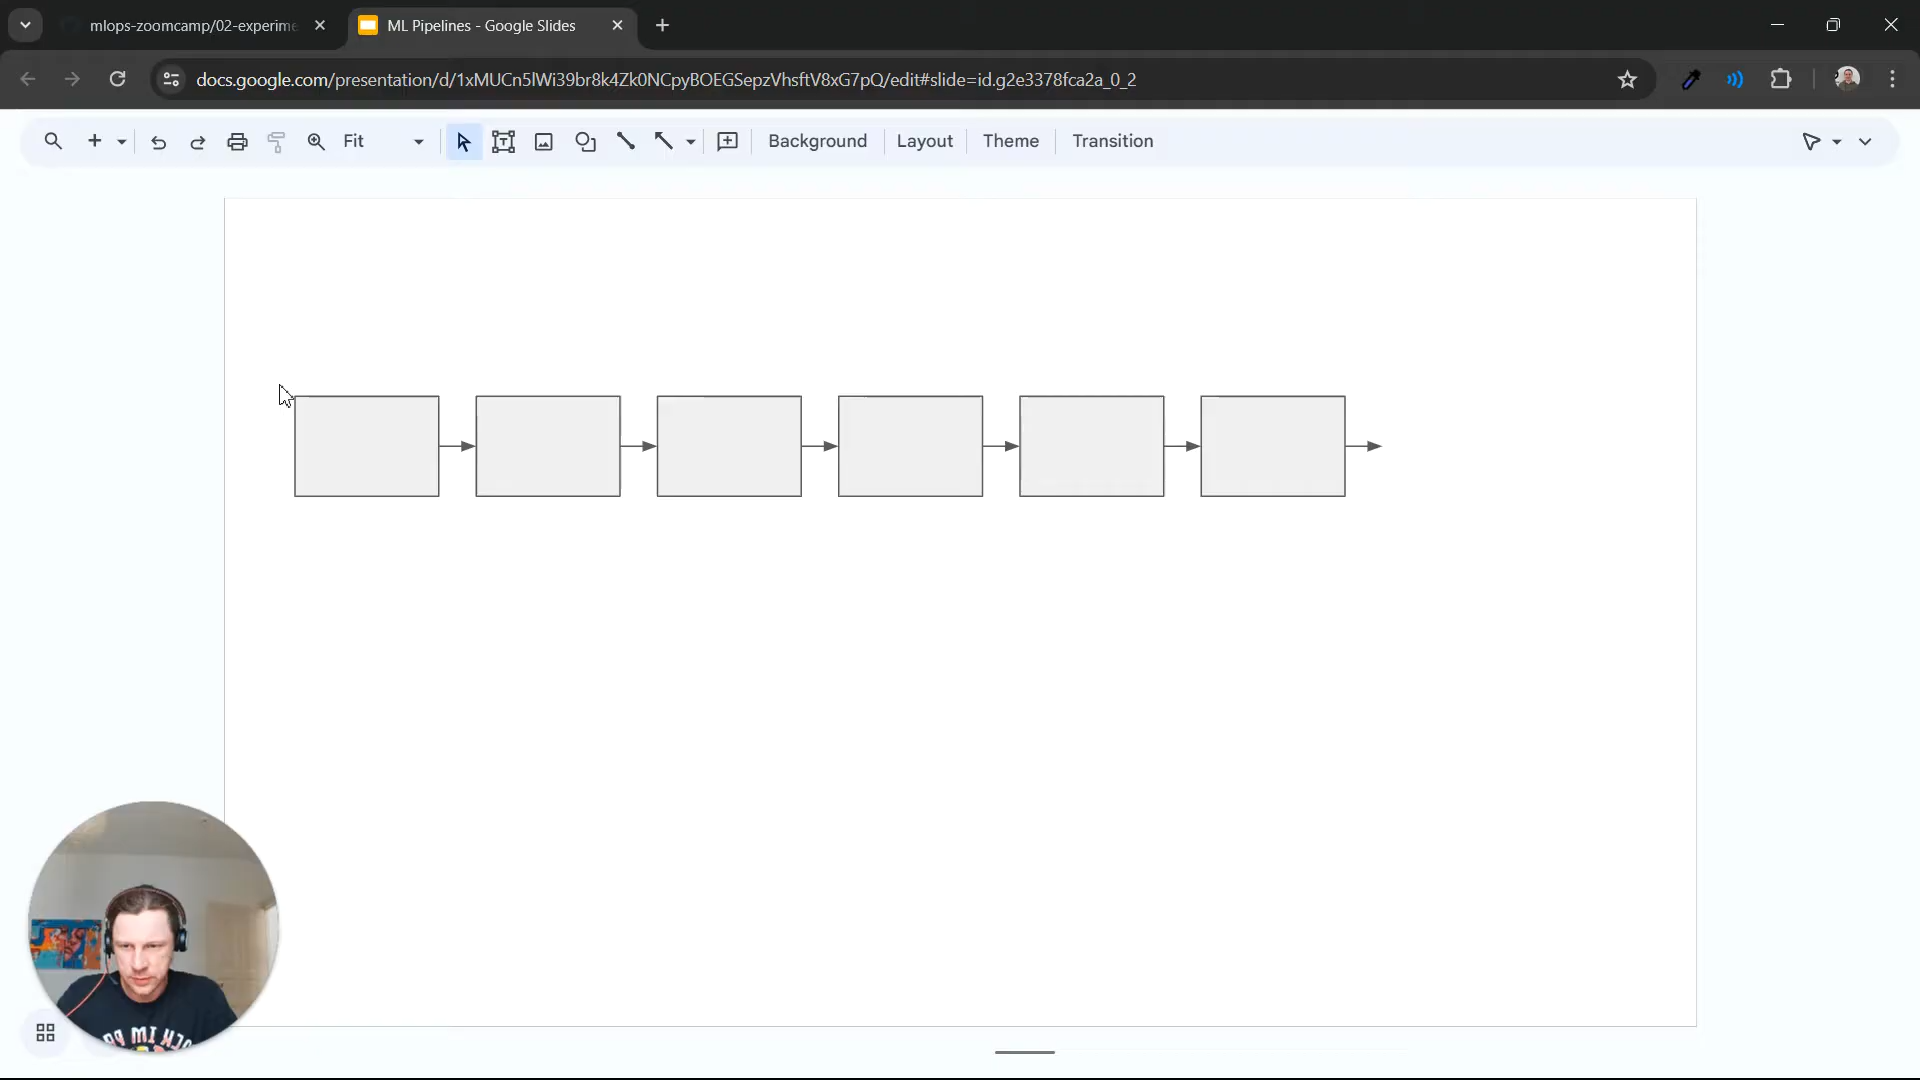 mlops-zoomcamp/02-experime
ML Pipelines - Google Slides
docs.google.com/presentation/d/1xMUCn5lWi39br8k4Zk0NCpyBOEGSepzVhsftV8xG7pQ/edit#slide=id.g2e3378fca2a_0_2
Fit
Background
Layout
Theme
Transition